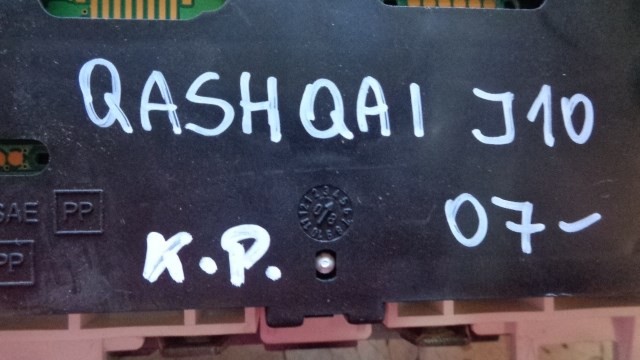 QASHQAI J10
07-
SAE PP
K.P.
PP